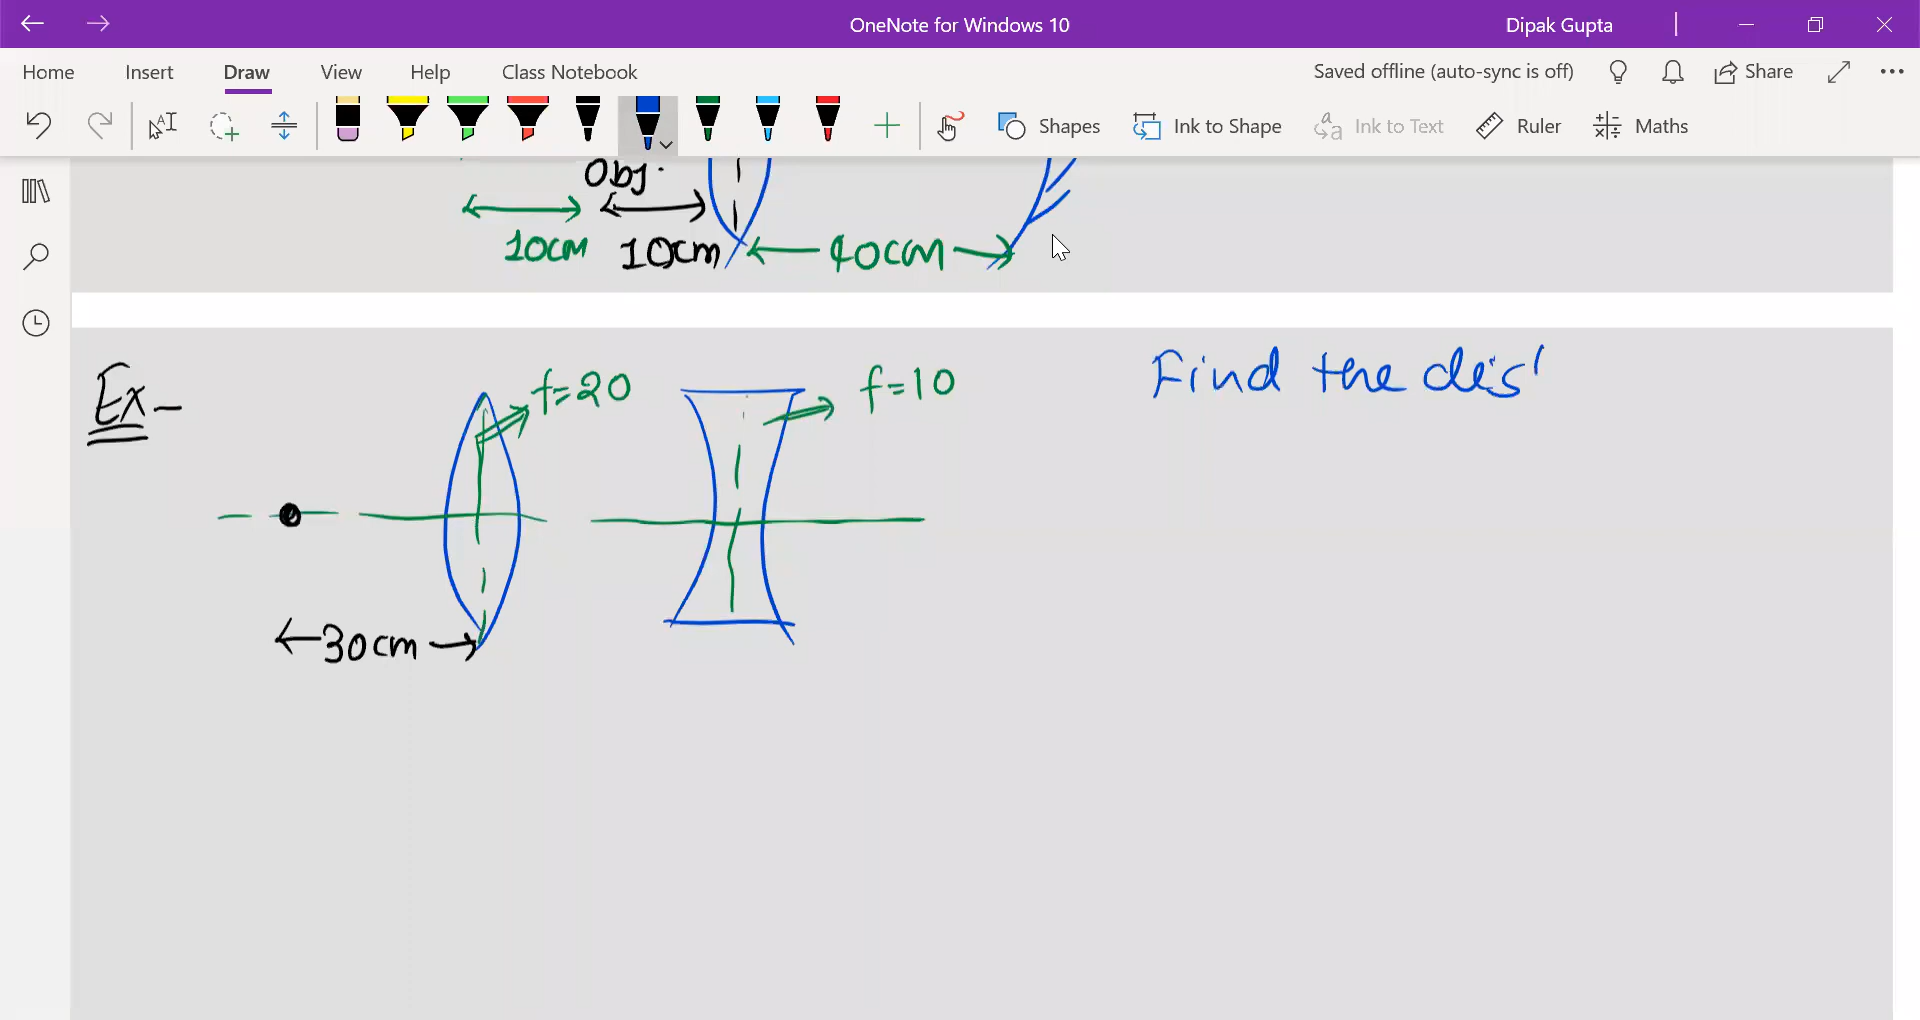 OneNote for Windows 10
Dipak Gupta
Home Insert Draw View Help Class Notebook
Saved offline (auto-sync is off) Share
Shapes Ink to Shape Ink to Text Ruler Maths
Obj.
10cm 10cm 40cm
Ex-
f=20
f=10
Find the dis
30cm